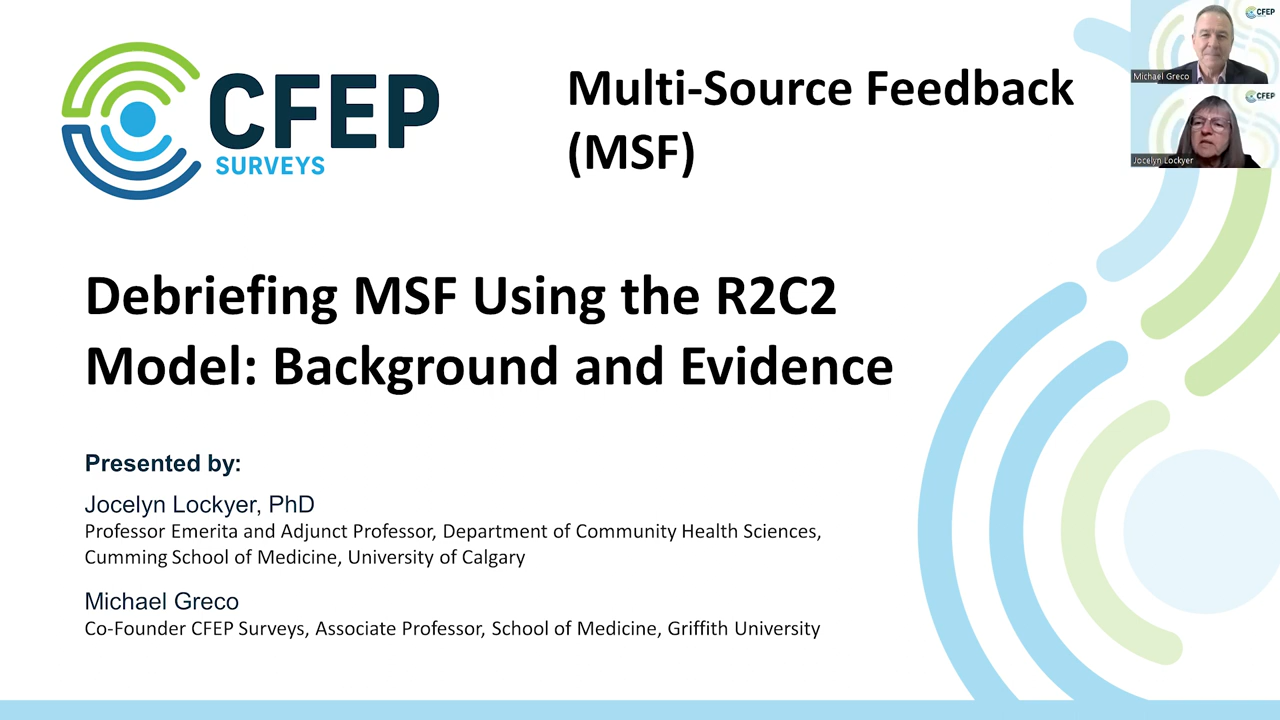 CFEP
SURVEYS
Multi-Source Feedback
(MSF)
CFEP
Michael Greco
CFEP
Jocelyn Lockyer
Debriefing MSF Using the R2C2
Model: Background and Evidence
Presented by:
Jocelyn Lockyer, PhD
Professor Emerita and Adjunct Professor, Department of Community Health Sciences,
Cumming School of Medicine, University of Calgary
Michael Greco
Co-Founder CFEP Surveys, Associate Professor, School of Medicine, Griffith University